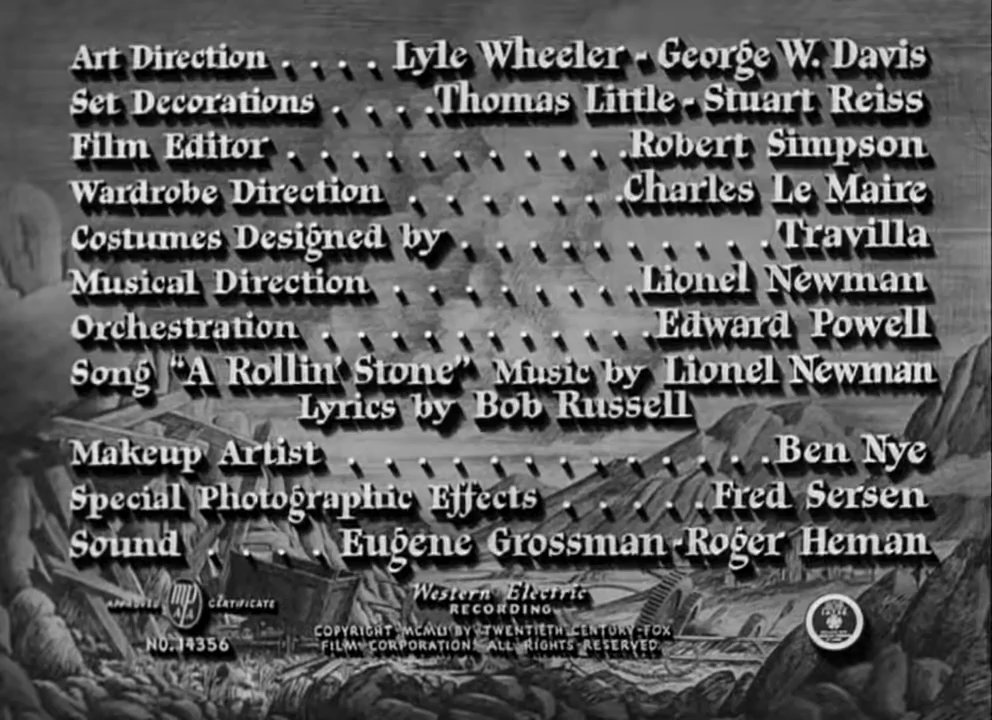 Art Direction . . . . Lyle Wheeler - George W. Davis
Set Decorations . . . . Thomas Little - Stuart Reiss
Film Editor . . . . . . . . . . . Robert Simpson
Wardrobe Direction . . . . . . . Charles Le Maire
Costumes Designed by . . . . . . . . . Travilla
Musical Direction . . . . . . . . Lionel Newman
Orchestration . . . . . . . . . . Edward Powell
Song "A Rollin' Stone" Music by Lionel Newman
Lyrics by Bob Russell
Makeup Artist . . . . . . . . . . . . Ben Nye
Special Photographic Effects . . . . . Fred Sersen
Sound . . . . Eugene Grossman - Roger Heman
APPROVED MPAA CERTIFICATE
NO. 14356
Western Electric
RECORDING
COPYRIGHT MCMLI BY TWENTIETH CENTURY-FOX
FILM CORPORATION. ALL RIGHTS RESERVED.